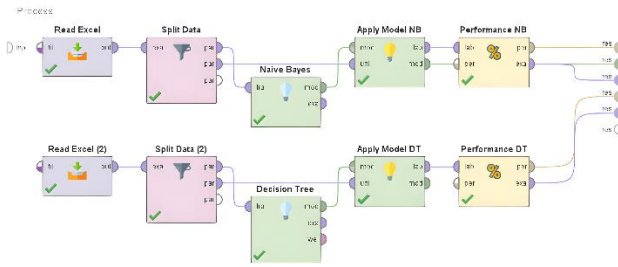 Process
Read Excel
Split Data
Naive Bayes
Apply Model NB
Performance NB
inp
fil
out
exa
par
par
par
tra
mod
exa
mod
unl
lab
mod
lab
per
per
exa
res
res
res
res
res
res
Read Excel (2)
Split Data (2)
Decision Tree
Apply Model DT
Performance DT
fil
out
exa
par
par
par
tra
mod
exa
wei
mod
unl
lab
mod
lab
per
per
exa